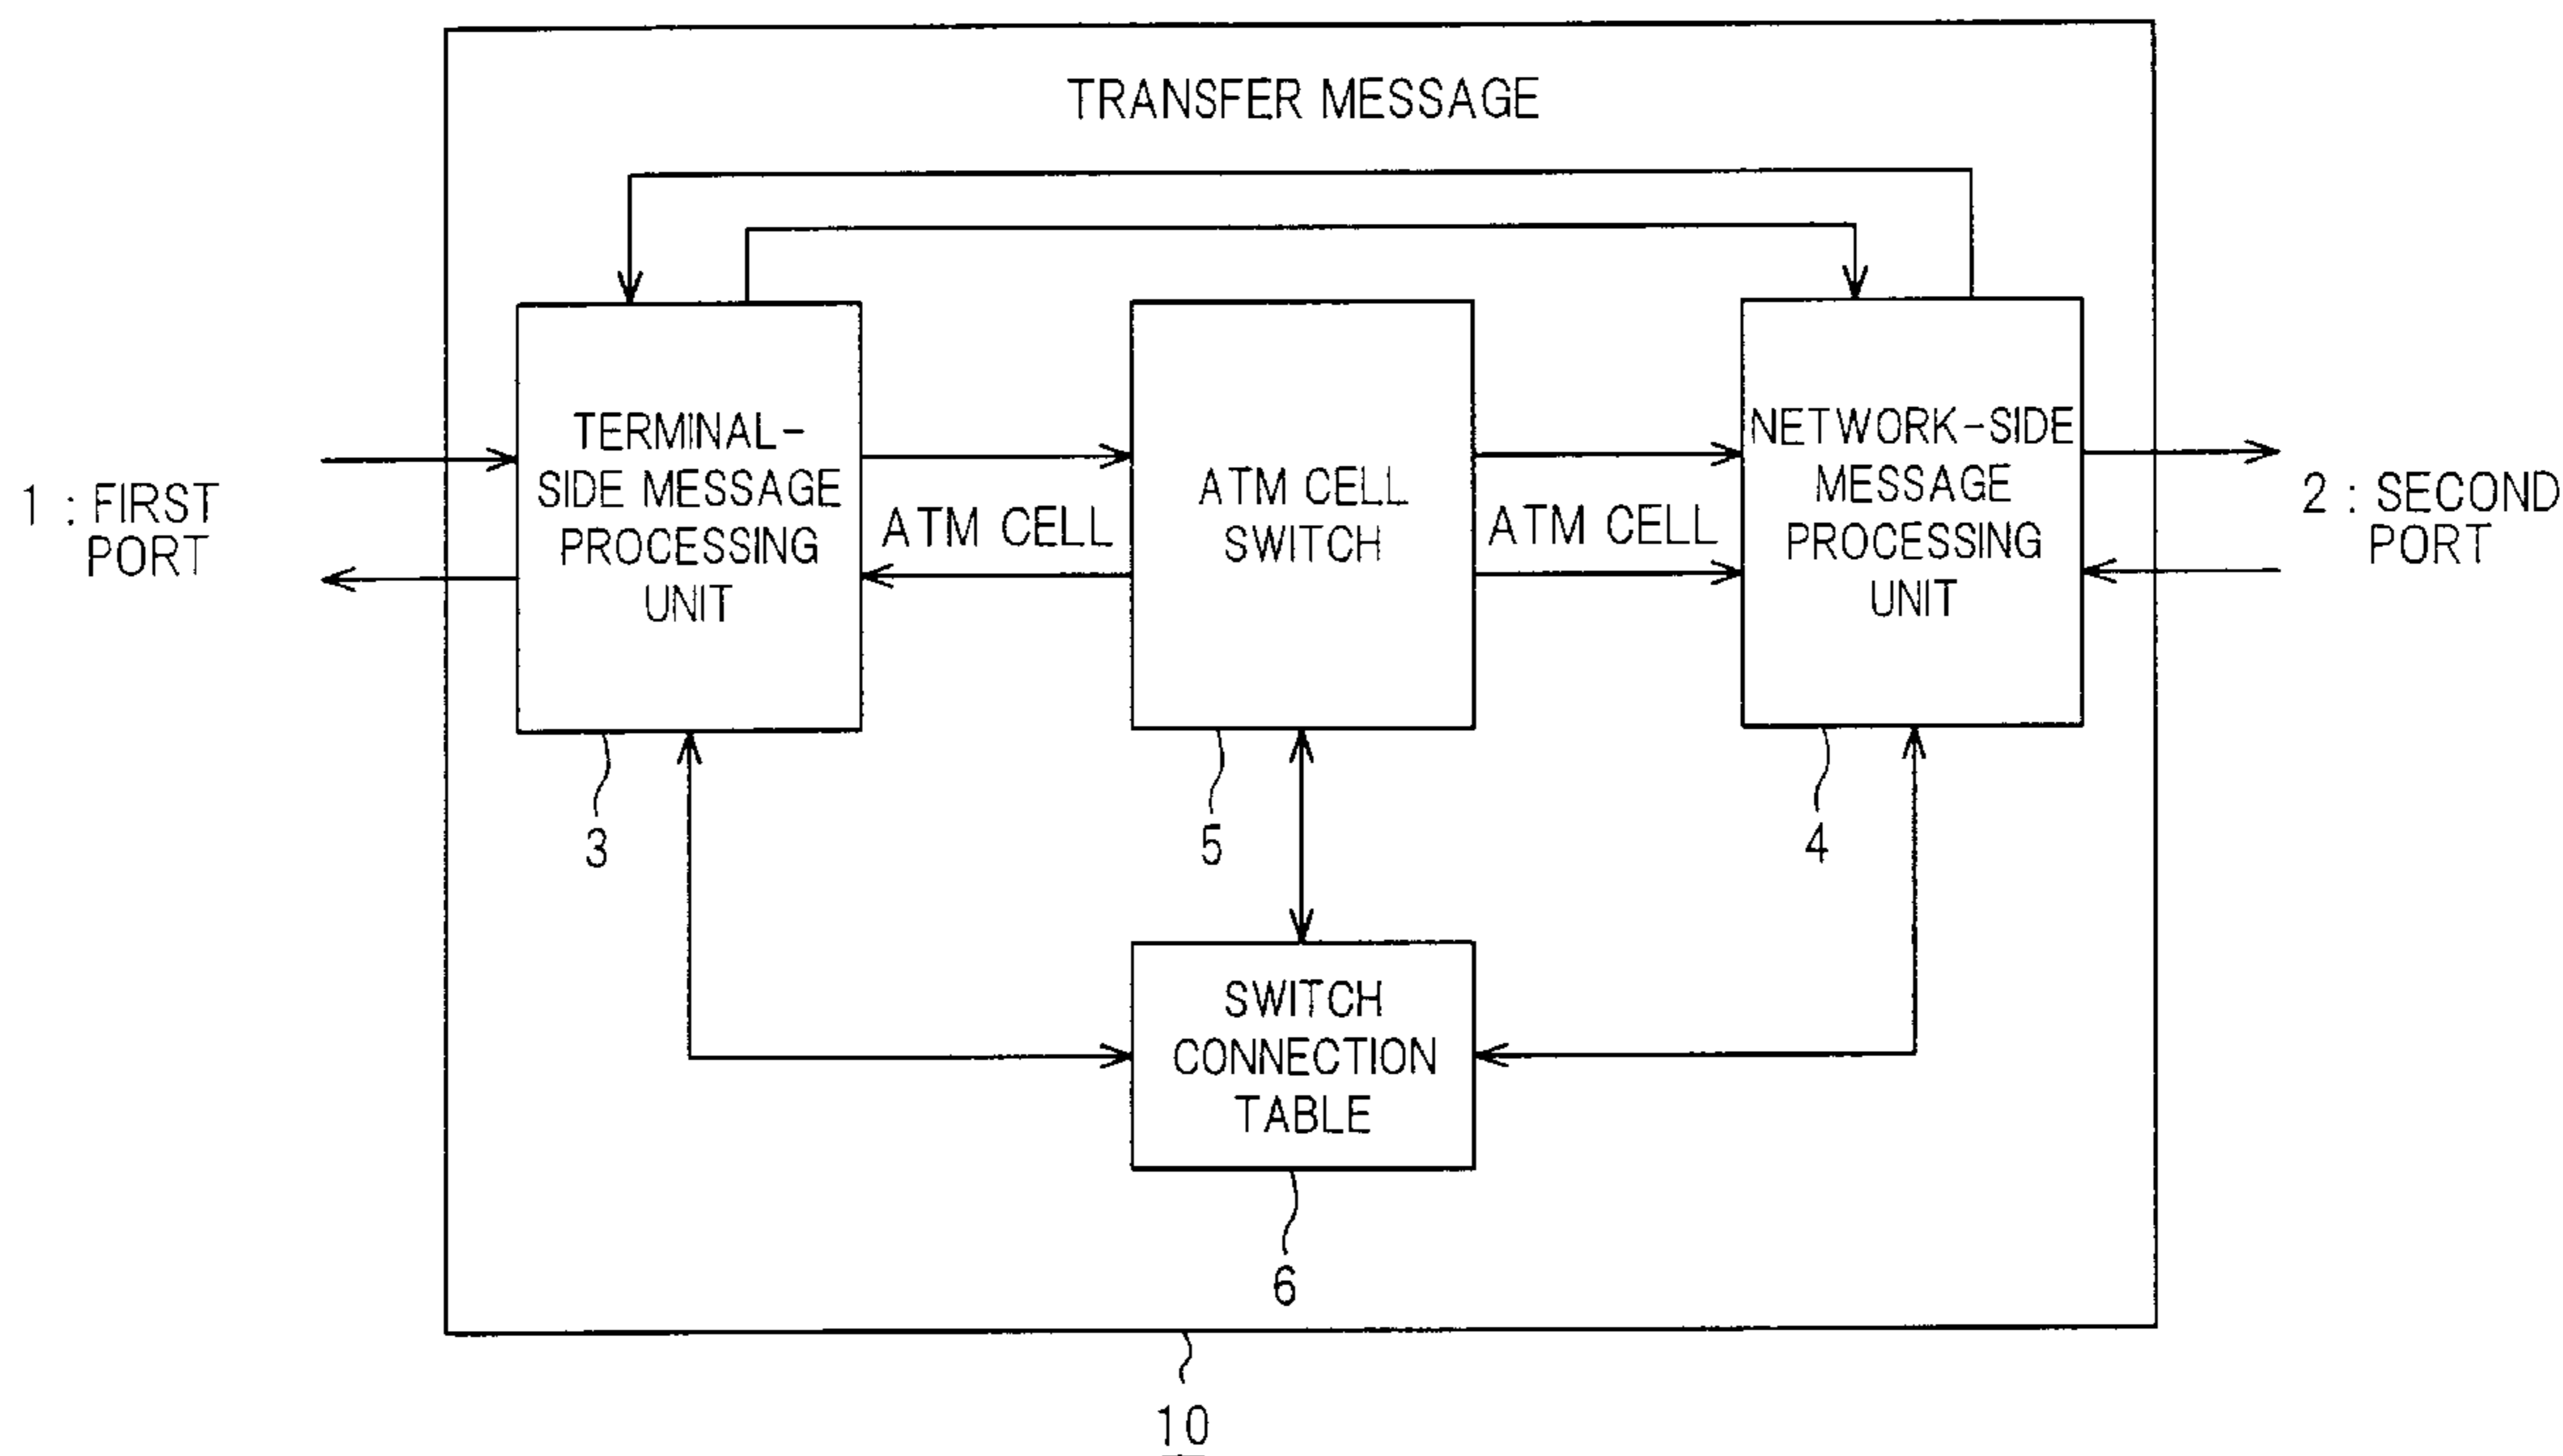 TRANSFER MESSAGE
1 : FIRST
PORT
TERMINAL-
SIDE MESSAGE
PROCESSING
UNIT
ATM CELL
ATM CELL
SWITCH
ATM CELL
NETWORK-SIDE
MESSAGE
PROCESSING
UNIT
2 : SECOND
PORT
3
5
4
SWITCH
CONNECTION
TABLE
6
10